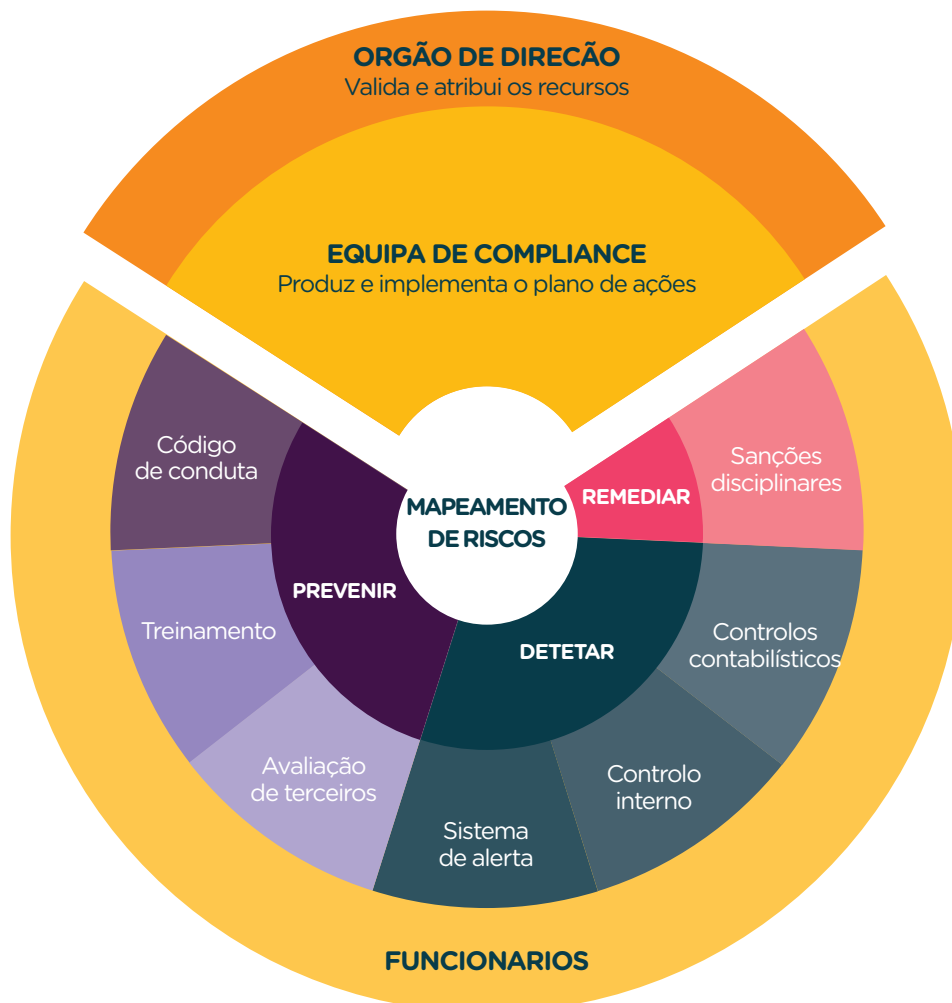 ORGÃO DE DIRECÃO
Valida e atribui os recursos
EQUIPA DE COMPLIANCE
Produz e implementa o plano de ações
Código
de conduta
Sanções
disciplinares
REMEDIAR
MAPEAMENTO
DE RISCOS
PREVENIR
Treinamento
DETETAR
Controlos
contabilísticos
Avaliação
de terceiros
Controlo
interno
Sistema
de alerta
FUNCIONARIOS